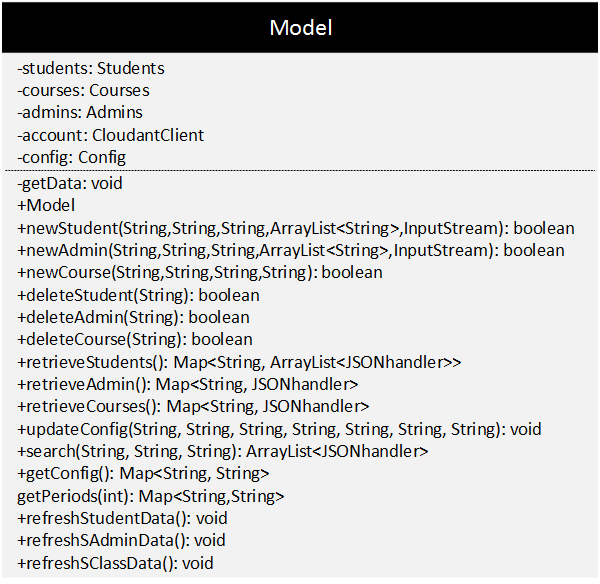 Model
-students: Students
-courses: Courses
-admins: Admins
-account: CloudantClient
-config: Config
-getData: void
+Model
+newStudent(String,String,String,ArrayList<String>,InputStream): boolean
+newAdmin(String,String,String,ArrayList<String>,InputStream): boolean
+newCourse(String,String,String,String): boolean
+deleteStudent(String): boolean
+deleteAdmin(String): boolean
+deleteCourse(String): boolean
+retrieveStudents(): Map<String, ArrayList<JSONhandler>>
+retrieveAdmin(): Map<String, JSONhandler>
+retrieveCourses(): Map<String, JSONhandler>
+updateConfig(String, String, String, String, String, String, String): void
+search(String, String, String): ArrayList<JSONhandler>
+getConfig(): Map<String, String>
getPeriods(int): Map<String,String>
+refreshStudentData(): void
+refreshSAdminData(): void
+refreshSClassData(): void